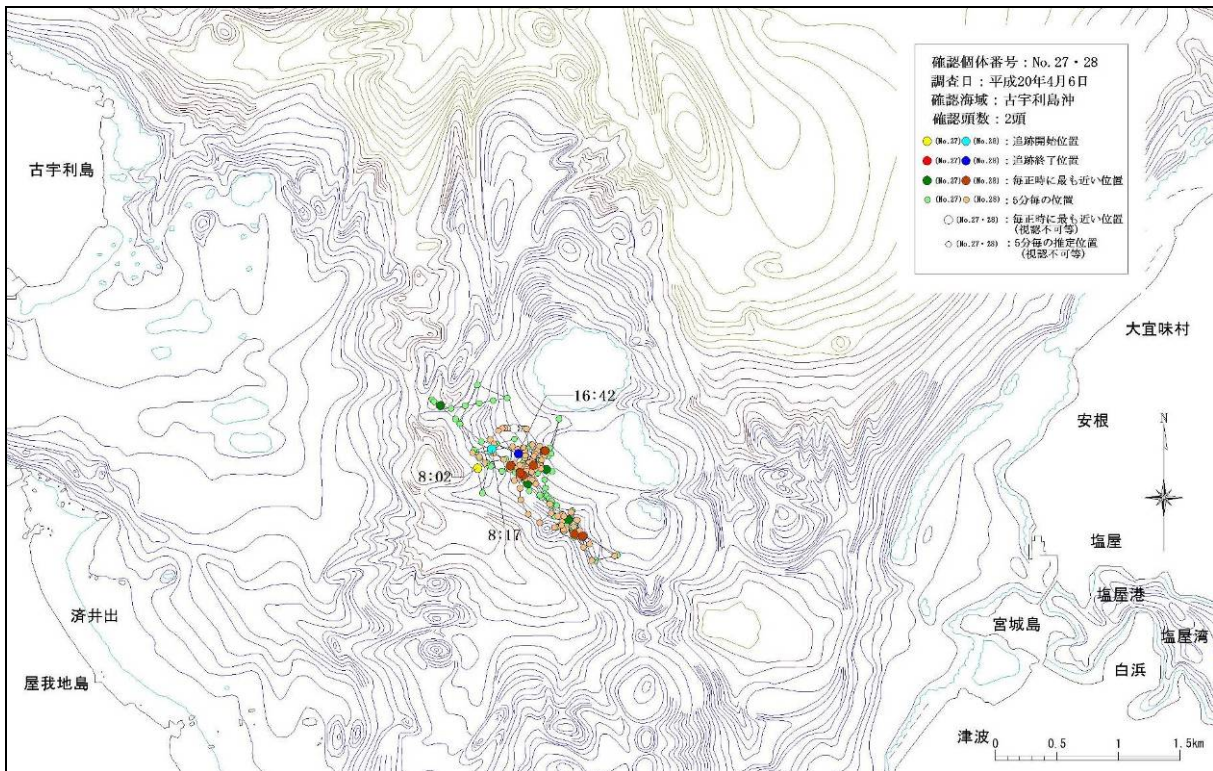 確認個体番号：No.27・28
調査日：平成20年4月6日
確認海域：古宇利島沖
確認頭数：2頭
(No.27) (No.28)：追跡開始位置
(No.27) (No.28)：追跡終了位置
(No.27) (No.28)：毎正時に最も近い位置
(No.27) (No.28)：5分毎の位置
(No.27・28)：毎正時に最も近い位置
(視認不可等)
(No.27・28)：5分毎の推定位置
(視認不可等)
古宇利島
大宜味村
16:42
安根
8:02
N
8:17
塩屋
塩屋港
済井出
宮城島
塩屋湾
白浜
屋我地島
津波
0 0.5 1 1.5km